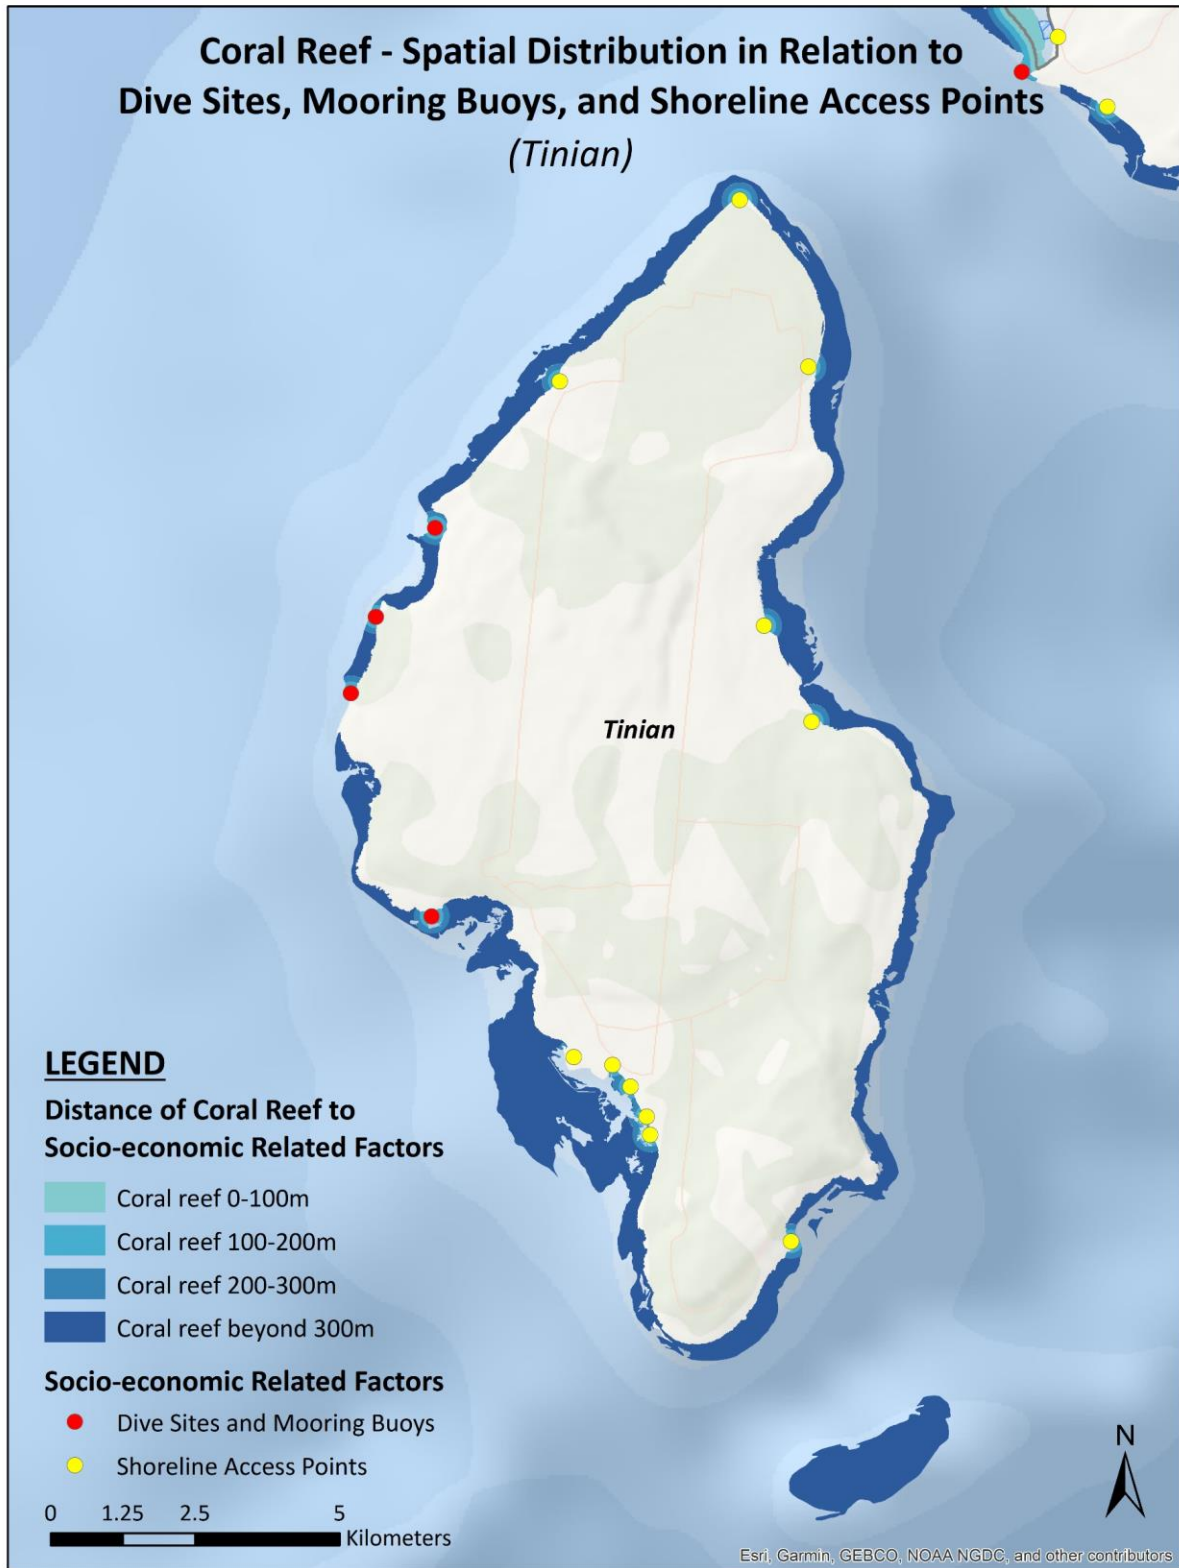 Coral Reef - Spatial Distribution in Relation to
Dive Sites, Mooring Buoys, and Shoreline Access Points
(Tinian)
Tinian
LEGEND
Distance of Coral Reef to
Socio-economic Related Factors
Coral reef 0-100m
Coral reef 100-200m
Coral reef 200-300m
Coral reef beyond 300m
Socio-economic Related Factors
Dive Sites and Mooring Buoys
Shoreline Access Points
0 1.25 2.5 5
Kilometers
N
Esri, Garmin, GEBCO, NOAA NGDC, and other contributors